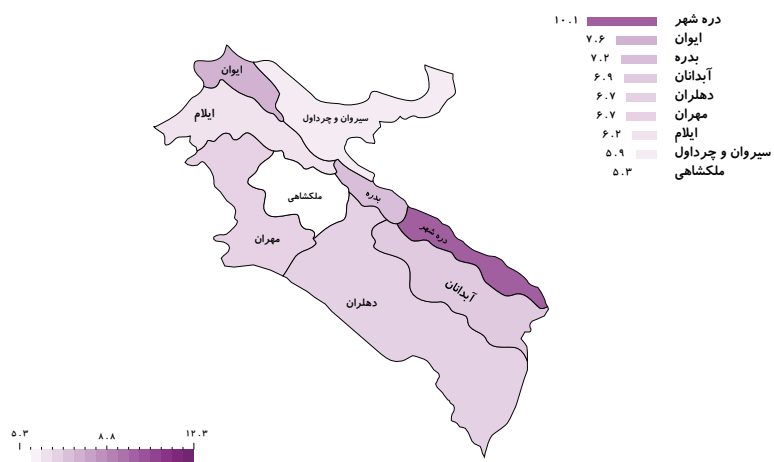 دره شهر ۱۰.۱
ایوان ۷.۶
بدره ۷.۲
آبدانان ۶.۹
دهلران ۶.۷
مهران ۶.۷
ایلام ۶.۲
سیروان و چرداول ۵.۹
ملکشاهی ۵.۳
ایوان
ایلام
سیروان و چرداول
ملکشاهی
بدره
دره شهر
مهران
آبدانان
دهلران
۵.۳ ۸.۸ ۱۲.۳